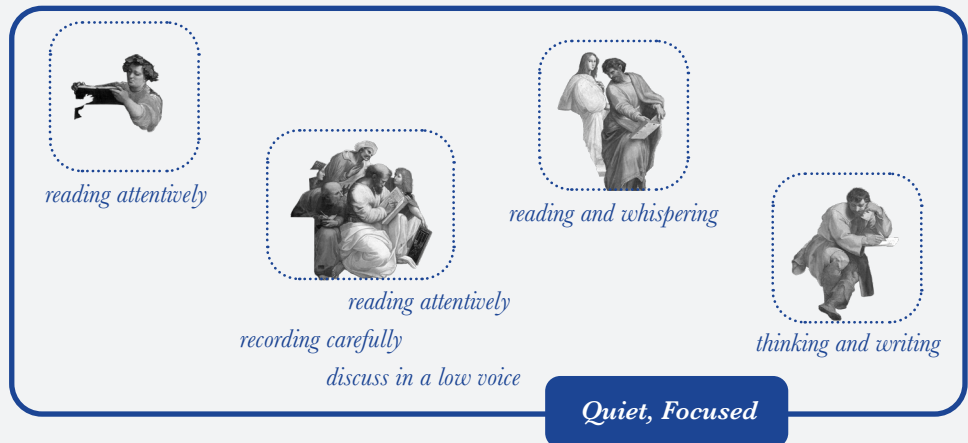 reading attentively
reading attentively
recording carefully
discuss in a low voice
reading and whispering
thinking and writing
Quiet, Focused